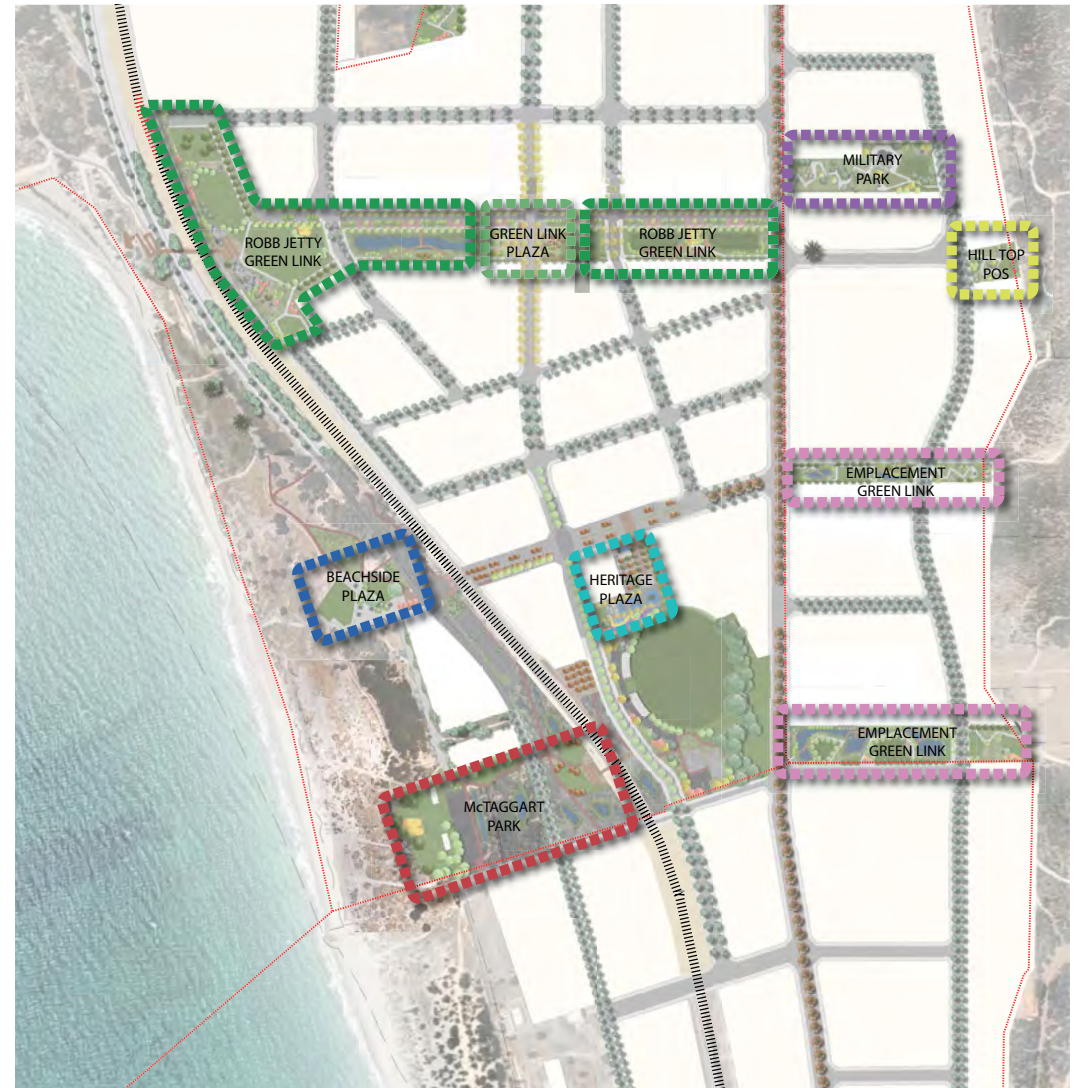 MILITARY
PARK
ROBB JETTY
GREEN LINK
GREEN LINK
PLAZA
ROBB JETTY
GREEN LINK
HILL TOP
POS
EMPLACEMENT
GREEN LINK
BEACHSIDE
PLAZA
HERITAGE
PLAZA
EMPLACEMENT
GREEN LINK
McTAGGART
PARK